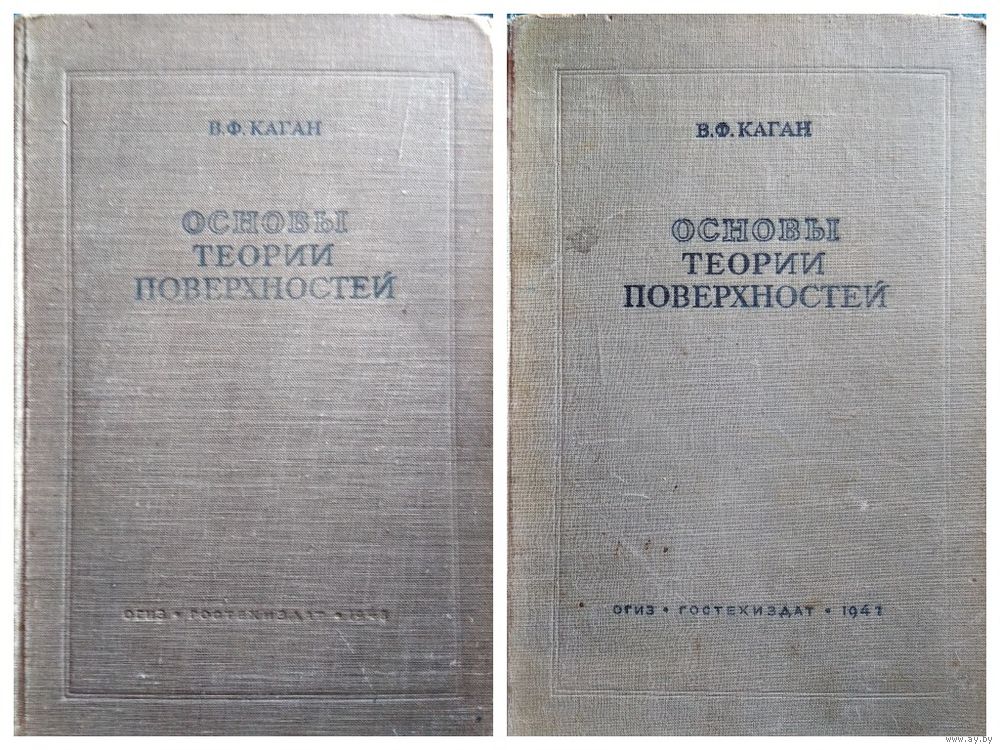 В.Ф. КАГАН
ОСНОВЫ
ТЕОРИИ
ПОВЕРХНОСТЕЙ
ОГИЗ • ГОСТЕХИЗДАТ • 1948
В.Ф. КАГАН
ОСНОВЫ
ТЕОРИИ
ПОВЕРХНОСТЕЙ
ОГИЗ • ГОСТЕХИЗДАТ • 1947
www.ay.by